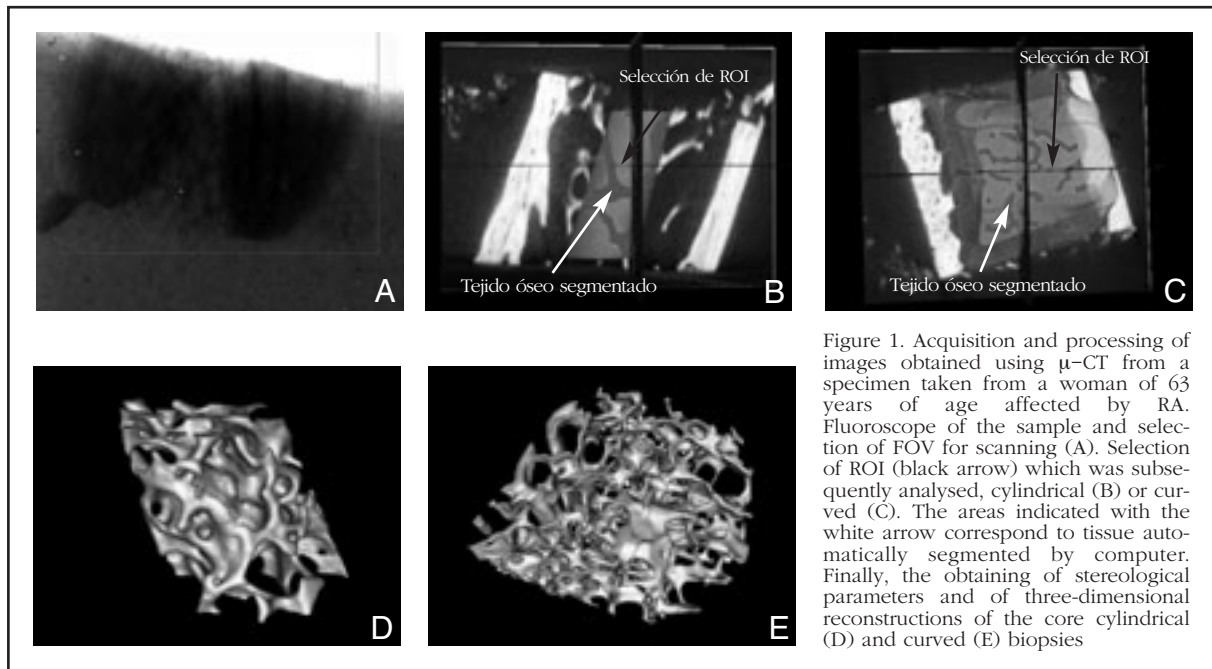 Selección de ROI
Selección de ROI
Tejido óseo segmentado
Tejido óseo segmentado
A
B
C
Figure 1. Acquisition and processing of
images obtained using µ-CT from a
specimen taken from a woman of 63
years of age affected by RA.
Fluoroscope of the sample and selec-
tion of FOV for scanning (A). Selection
of ROI (black arrow) which was subse-
quently analysed, cylindrical (B) or cur-
ved (C). The areas indicated with the
white arrow correspond to tissue auto-
matically segmented by computer.
Finally, the obtaining of stereological
parameters and of three-dimensional
reconstructions of the core cylindrical
(D) and curved (E) biopsies
D
E